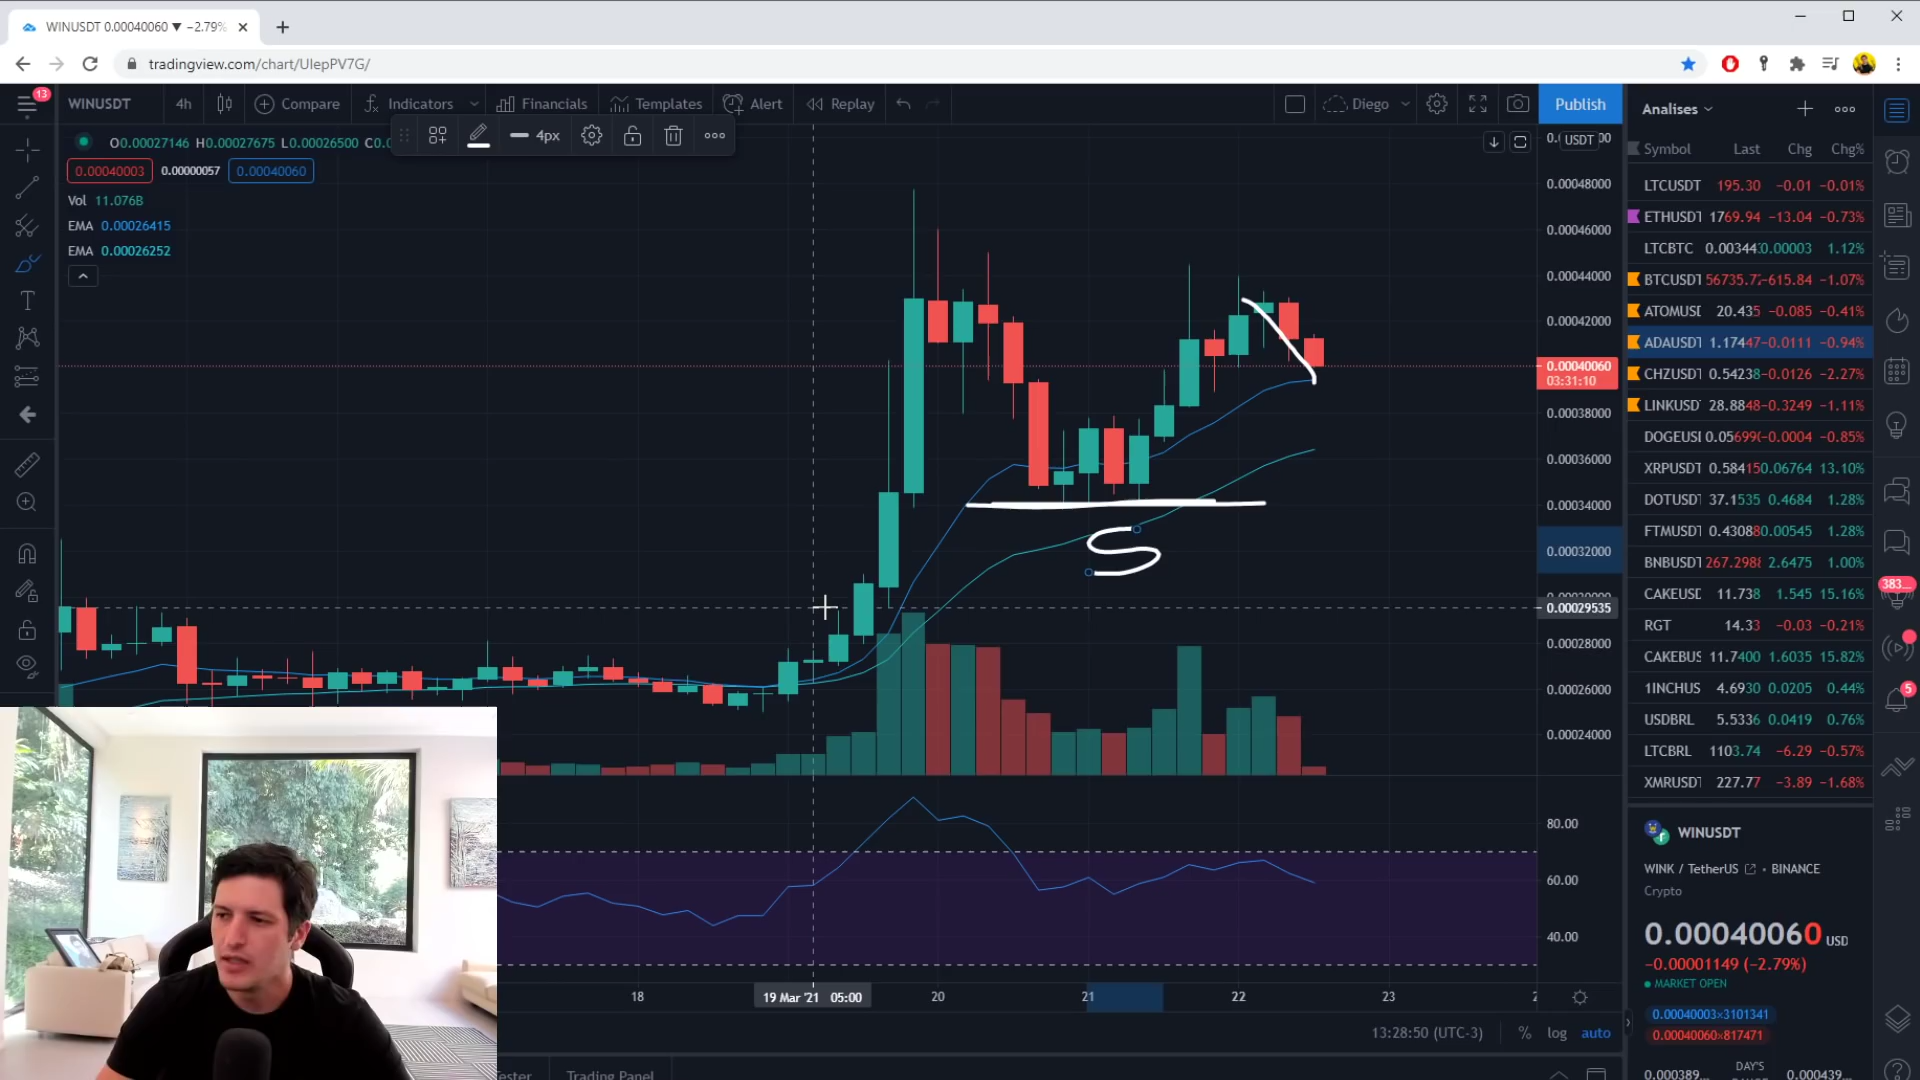 WINUSDT 0.00040060 ▼ −2.79%
tradingview.com/chart/UIepPV7G/
13
WINUSDT 4h Compare Indicators Financials Templates Alert Replay Diego Publish
4px
O0.00027146 H0.00027675 L0.00026500
0.00040003 0.00000057 0.00040060
Vol 11.076B
EMA 0.00026415
EMA 0.00026252
USDT
0.00048000
0.00046000
0.00044000
0.00042000
0.00040060
03:31:10
0.00038000
0.00036000
0.00034000
0.00032000
0.00029535
0.00028000
0.00026000
0.00024000
S
80.00
60.00
40.00
18 19 Mar '21 05:00 20 21 22 23
13:28:50 (UTC-3) % log auto
Trading Panel
Analises
Symbol Last Chg Chg%
LTCUSDT 195.30 −0.01 −0.01%
ETHUSDT 1769.94 −13.04 −0.73%
LTCBTC 0.00344 0.00003 1.12%
BTCUSDT 56735.7 −615.84 −1.07%
ATOMUSD 20.435 −0.085 −0.41%
ADAUSDT 1.17447 −0.0111 −0.94%
CHZUSDT 0.54238 −0.0126 −2.27%
LINKUSD 28.8848 −0.3249 −1.11%
DOGEUSD 0.05699 −0.0004 −0.85%
XRPUSDT 0.58415 0.06764 13.10%
DOTUSDT 37.1535 0.4684 1.28%
FTMUSDT 0.43088 0.00545 1.28%
BNBUSDT 267.298 2.6475 1.00%
CAKEUSD 11.738 1.545 15.16%
RGT 14.33 −0.03 −0.21%
CAKEBUS 11.7400 1.6035 15.82%
1INCHUS 4.6930 0.0205 0.44%
USDBRL 5.5336 0.0419 0.76%
LTCBRL 1103.74 −6.29 −0.57%
XMRUSDT 227.77 −3.89 −1.68%
383...
5
WINUSDT
WINK / TetherUS • BINANCE
Crypto
0.00040060 USD
−0.00001149 (−2.79%)
MARKET OPEN
0.00040003×3101341
0.00040060×817471
0.000389... DAY'S 0.000439...